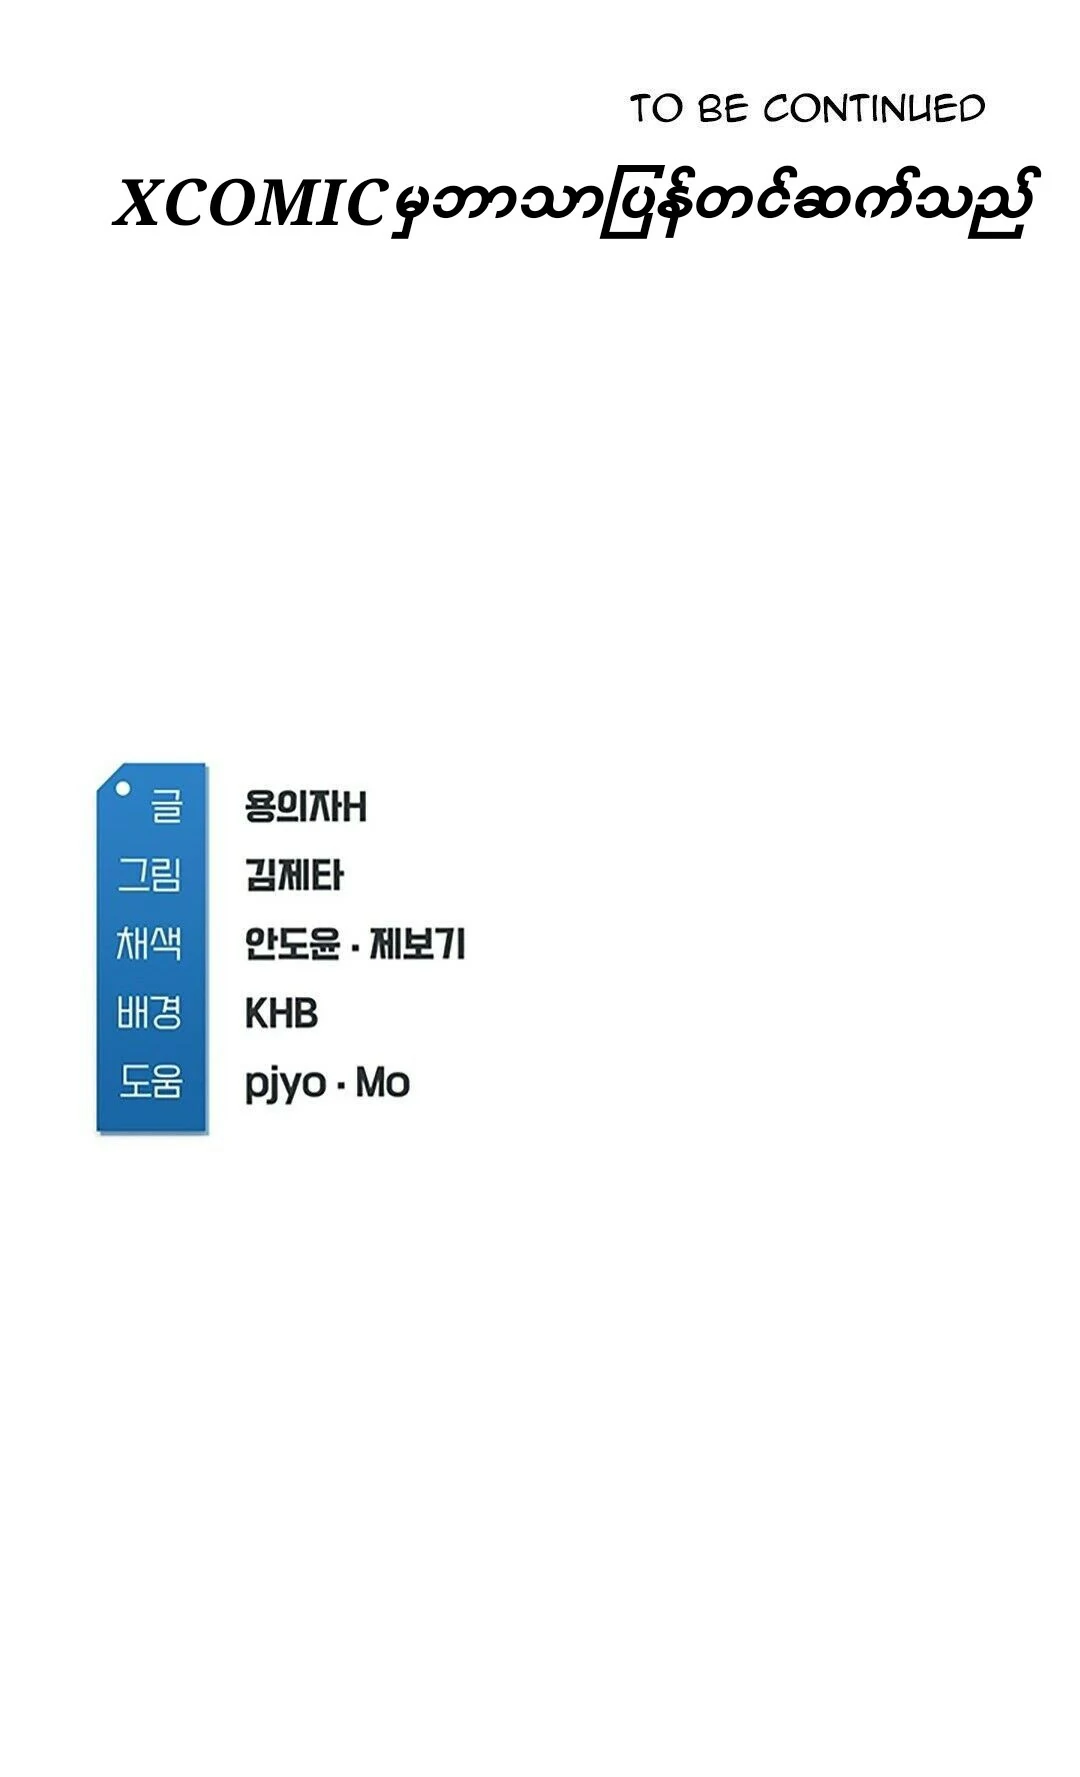 TO BE CONTINUED
XCOMICမှဘာသာပြန်တင်ဆက်သည်
글 용의자H
그림 김제타
채색 안도윤 · 제보기
배경 KHB
도움 pjyo · Mo